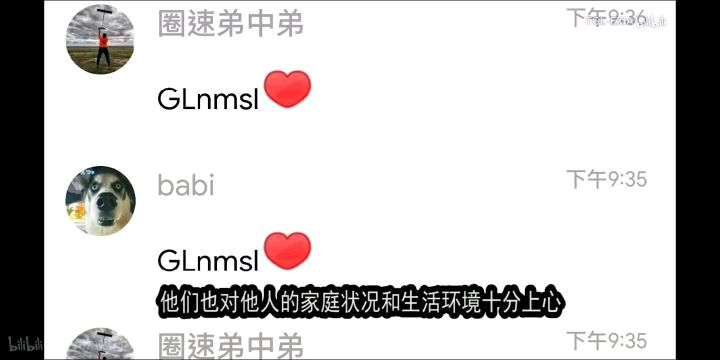 圈速弟中弟
下午9:36
GLnmsl
babi
下午9:35
GLnmsl
他们也对他人的家庭状况和生活环境十分上心
bilibili
圈速弟中弟
下午9:35